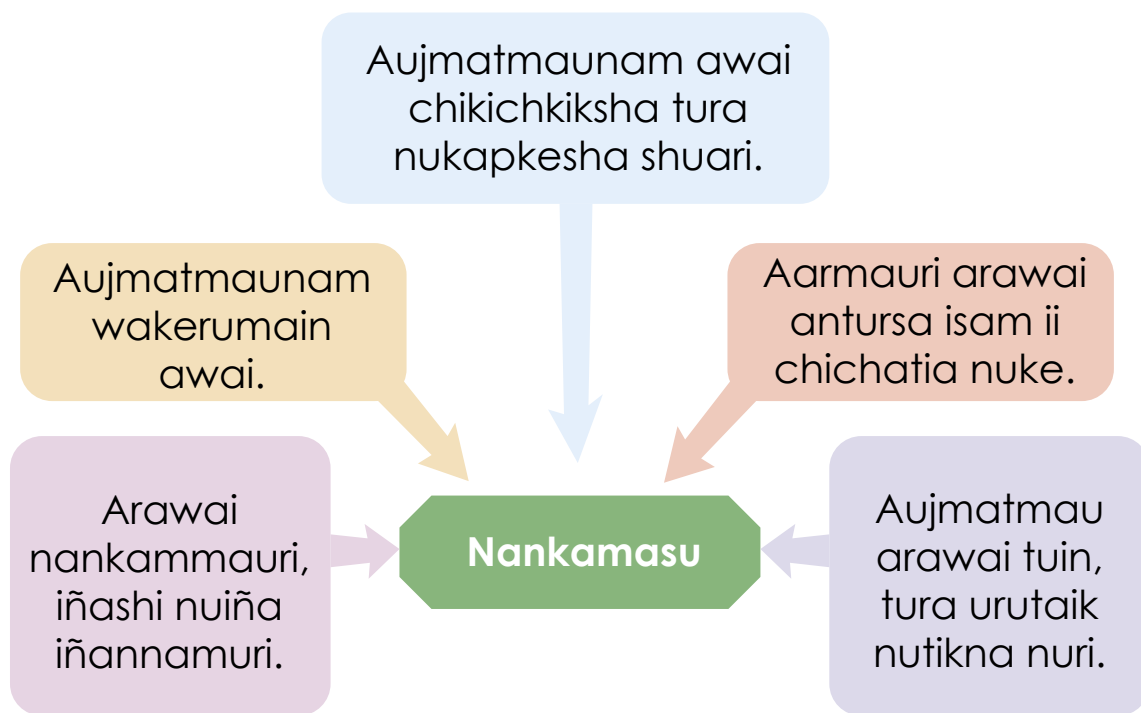 Aujmatmaunam awai
chikichkiksha tura
nukapkesha shuari.
Aujmatmaunam
wakerumain
awai.
Aarmauri arawai
antursa isam ii
chichatia nuke.
Arawai
nankammauri,
iñashi nuiña
iñannamuri.
Nankamasu
Aujmatmau
arawai tuin,
tura urutaik
nutikna nuri.